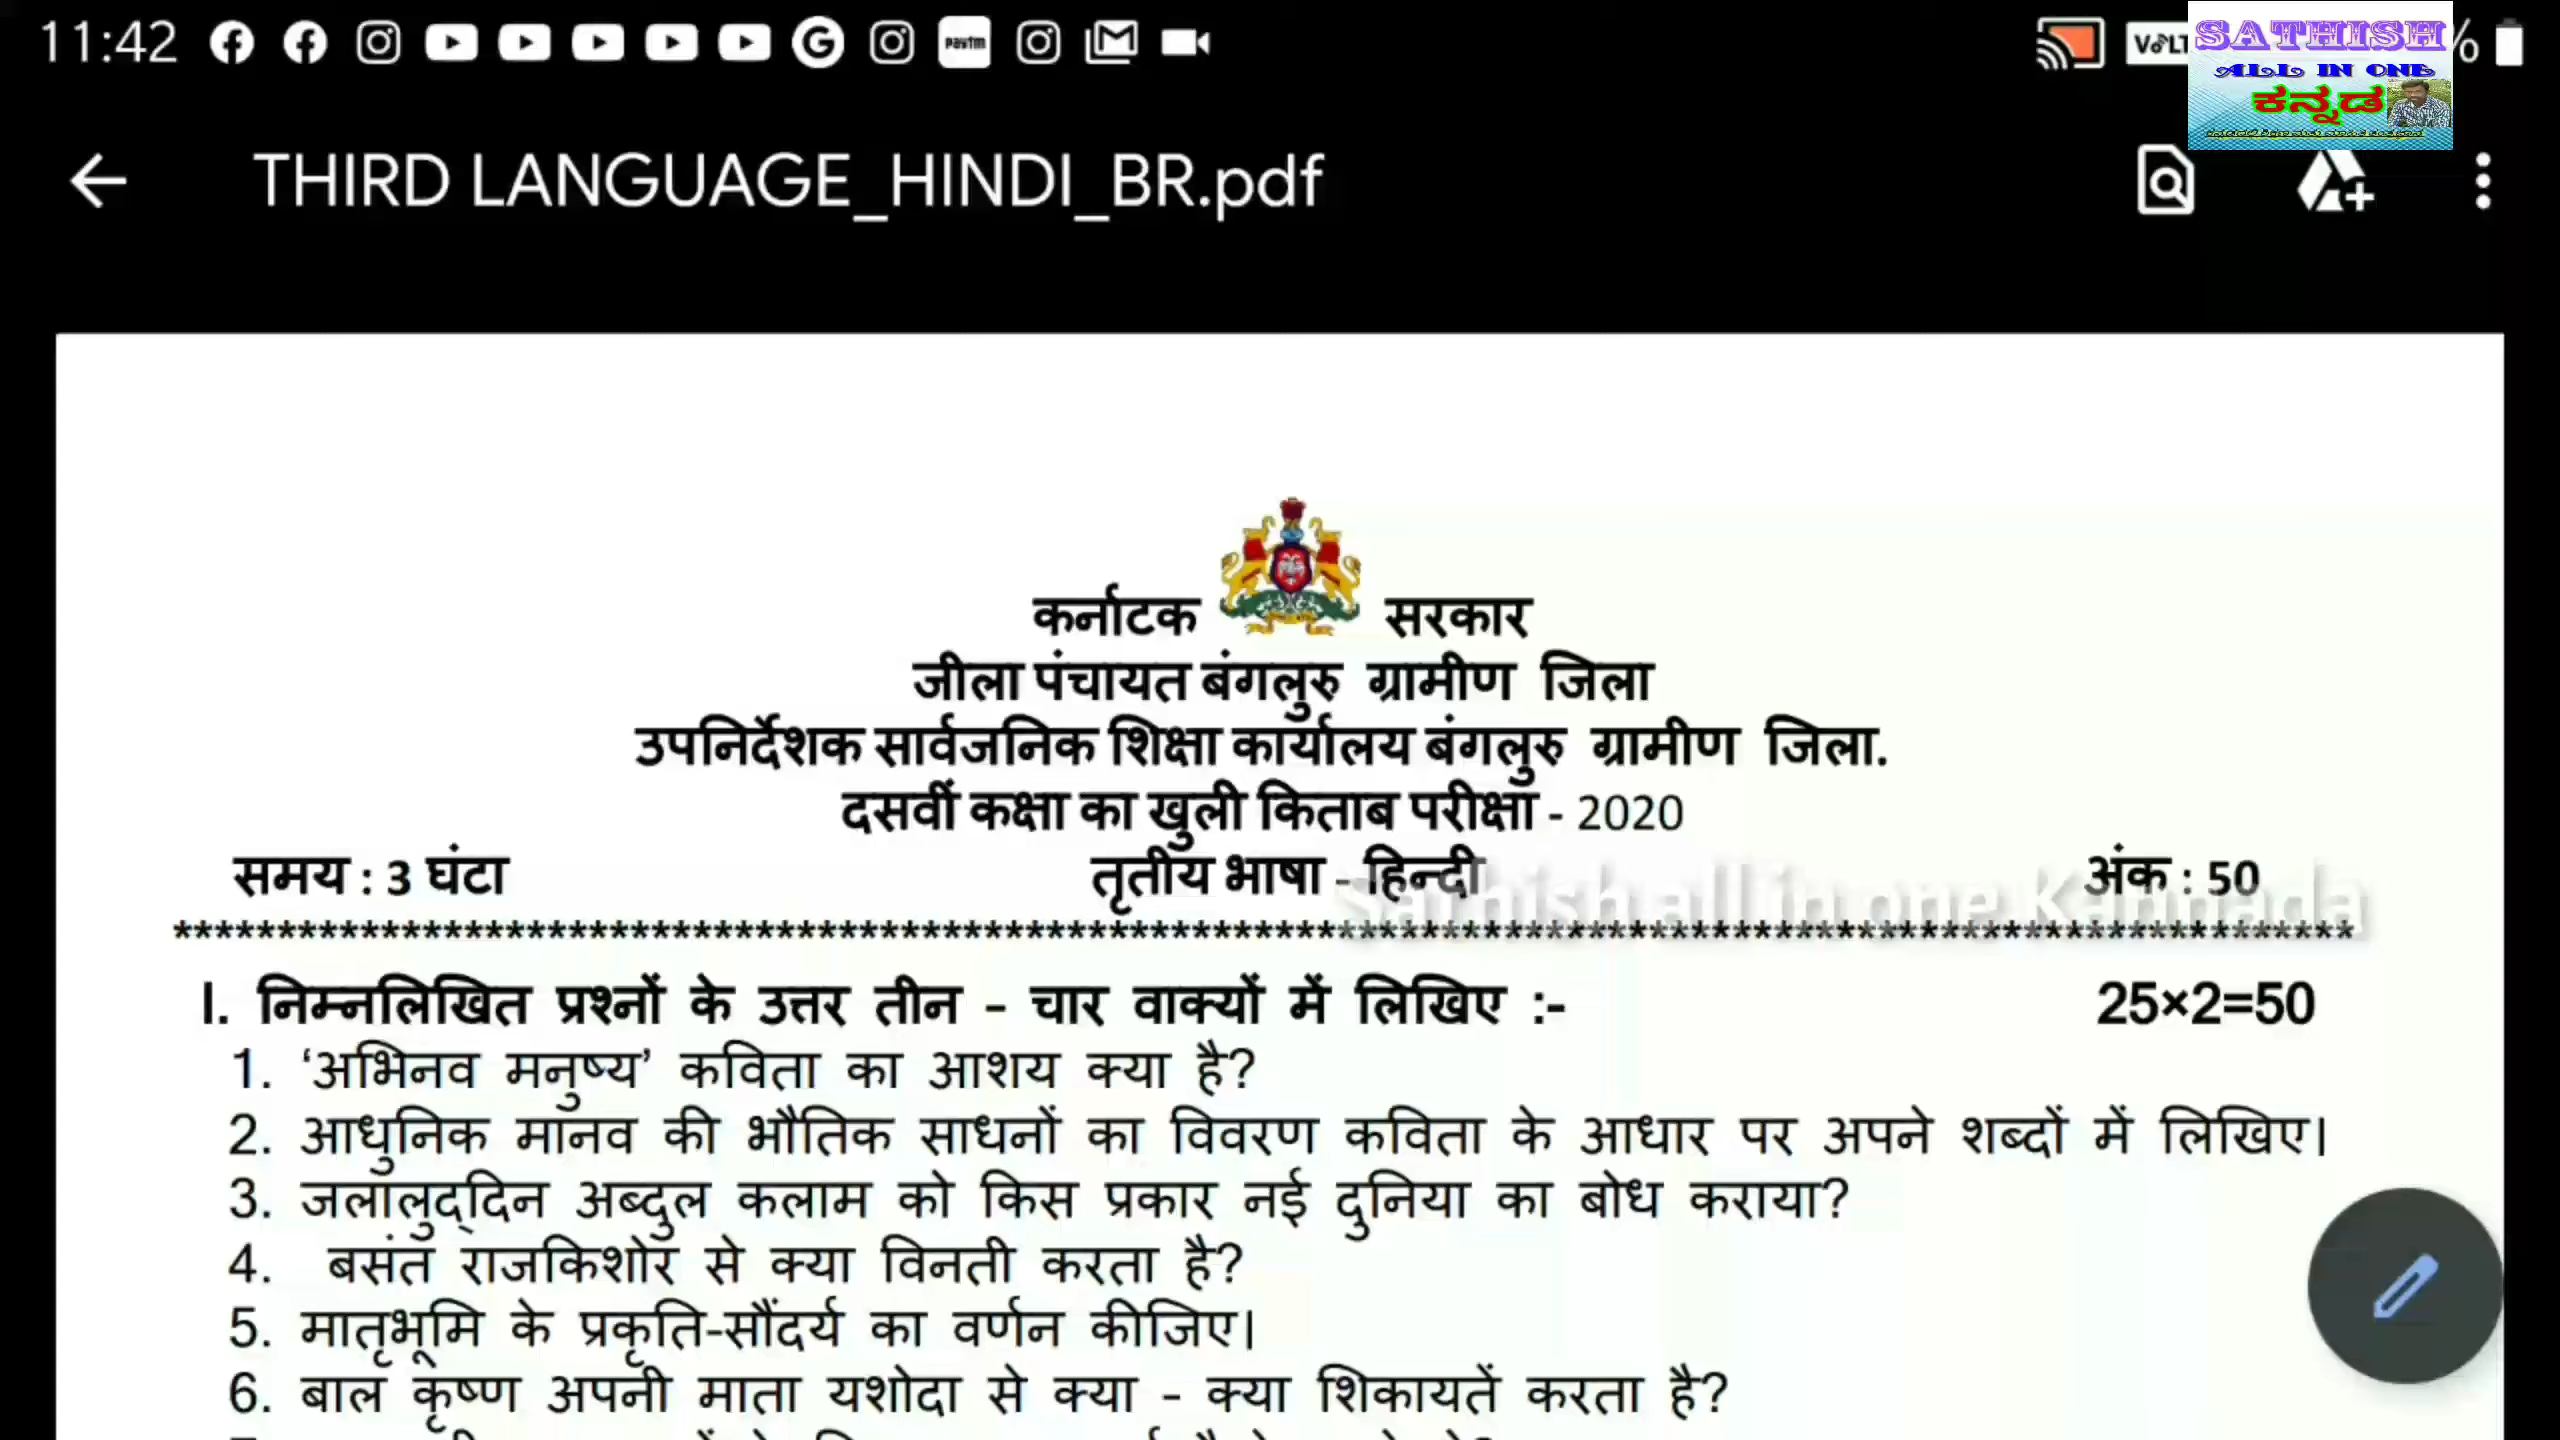 11:42
Paytm
SATHISH
ALL IN ONE
ಕನ್ನಡ
THIRD LANGUAGE_HINDI_BR.pdf
कर्नाटक सरकार
जीला पंचायत बंगलुरु ग्रामीण जिला
उपनिर्देशक सार्वजनिक शिक्षा कार्यालय बंगलुरु ग्रामीण जिला.
दसवीं कक्षा का खुली किताब परीक्षा - 2020
समय : 3 घंटा तृतीय भाषा - हिन्दी अंक : 50
Sathish all in one Kannada
I. निम्नलिखित प्रश्नों के उत्तर तीन - चार वाक्यों में लिखिए :- 25×2=50
1. ‘अभिनव मनुष्य’ कविता का आशय क्या है?
2. आधुनिक मानव की भौतिक साधनों का विवरण कविता के आधार पर अपने शब्दों में लिखिए।
3. जलालुद्दिन अब्दुल कलाम को किस प्रकार नई दुनिया का बोध कराया?
4. बसंत राजकिशोर से क्या विनती करता है?
5. मातृभूमि के प्रकृति-सौंदर्य का वर्णन कीजिए।
6. बाल कृष्ण अपनी माता यशोदा से क्या - क्या शिकायतें करता है?